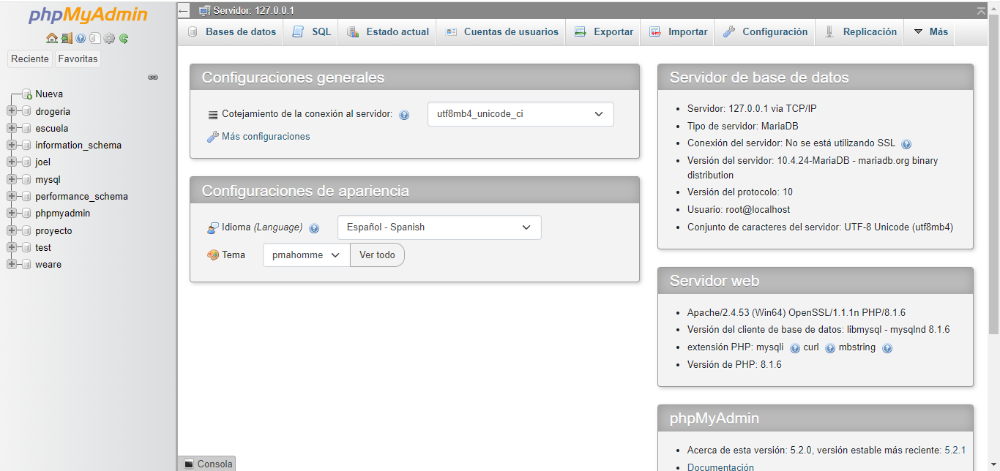 phpMyAdmin
Reciente Favoritas
Nueva
drogeria
escuela
information_schema
joel
mysql
performance_schema
phpmyadmin
proyecto
test
weare
Servidor: 127.0.0.1
Bases de datos SQL Estado actual Cuentas de usuarios Exportar Importar Configuración Replicación Más
Configuraciones generales
Cotejamiento de la conexión al servidor: utf8mb4_unicode_ci
Más configuraciones
Configuraciones de apariencia
Idioma (Language) Español - Spanish
Tema pmahomme Ver todo
Servidor de base de datos
Servidor: 127.0.0.1 via TCP/IP
Tipo de servidor: MariaDB
Conexión del servidor: No se está utilizando SSL
Versión del servidor: 10.4.24-MariaDB - mariadb.org binary
distribution
Versión del protocolo: 10
Usuario: root@localhost
Conjunto de caracteres del servidor: UTF-8 Unicode (utf8mb4)
Servidor web
Apache/2.4.53 (Win64) OpenSSL/1.1.1n PHP/8.1.6
Versión del cliente de base de datos: libmysql - mysqlnd 8.1.6
extensión PHP: mysqli curl mbstring
Versión de PHP: 8.1.6
phpMyAdmin
Acerca de esta versión: 5.2.0, versión estable más reciente: 5.2.1
Documentación
Consola